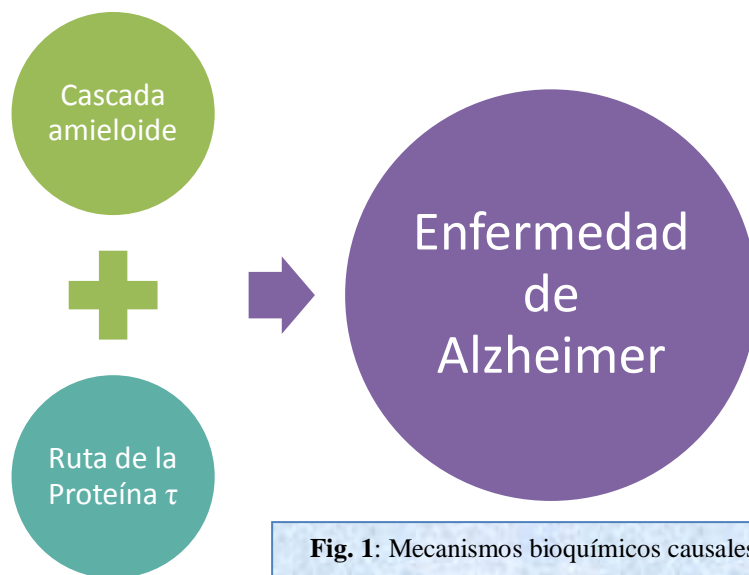 Cascada
amieloide
Ruta de la
Proteína τ
Enfermedad
de
Alzheimer
Fig. 1: Mecanismos bioquímicos causales